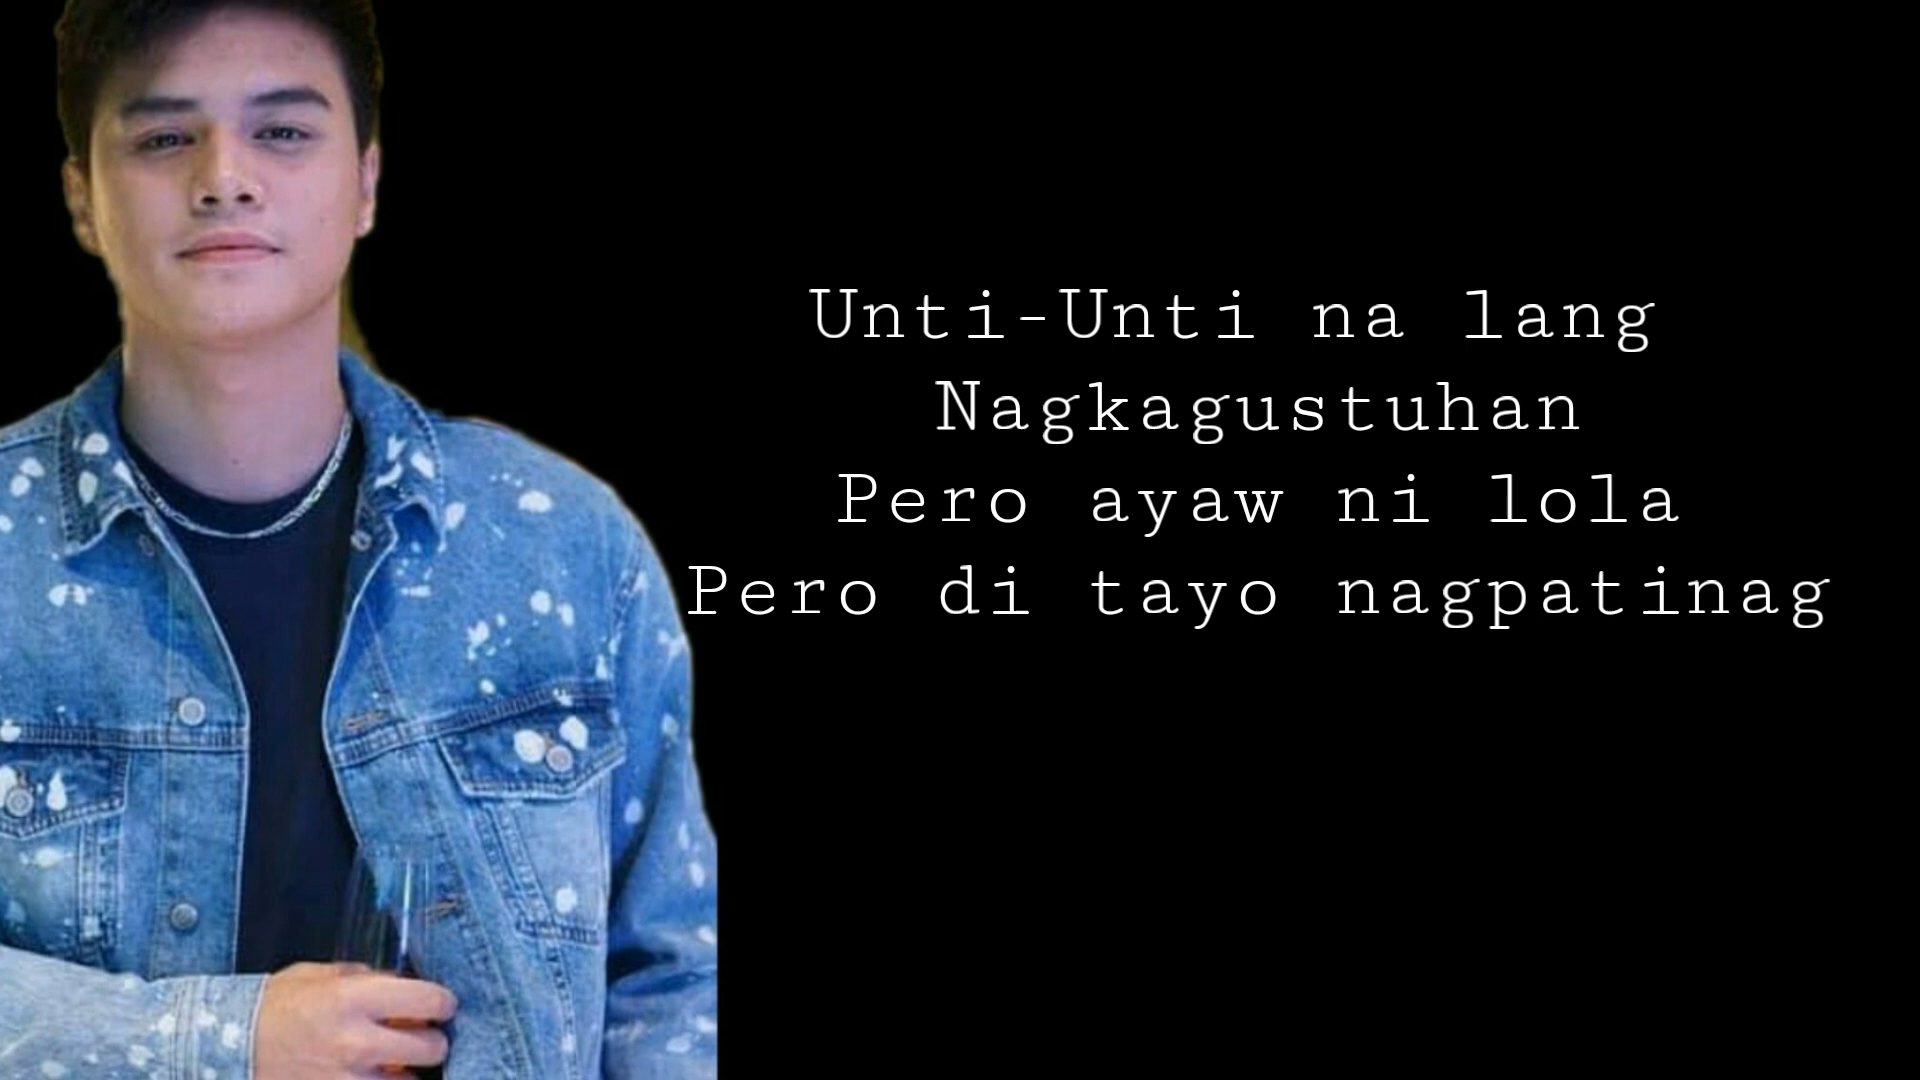 Unti-Unti na lang
Nagkagustuhan
Pero ayaw ni lola
Pero di tayo nagpatinag